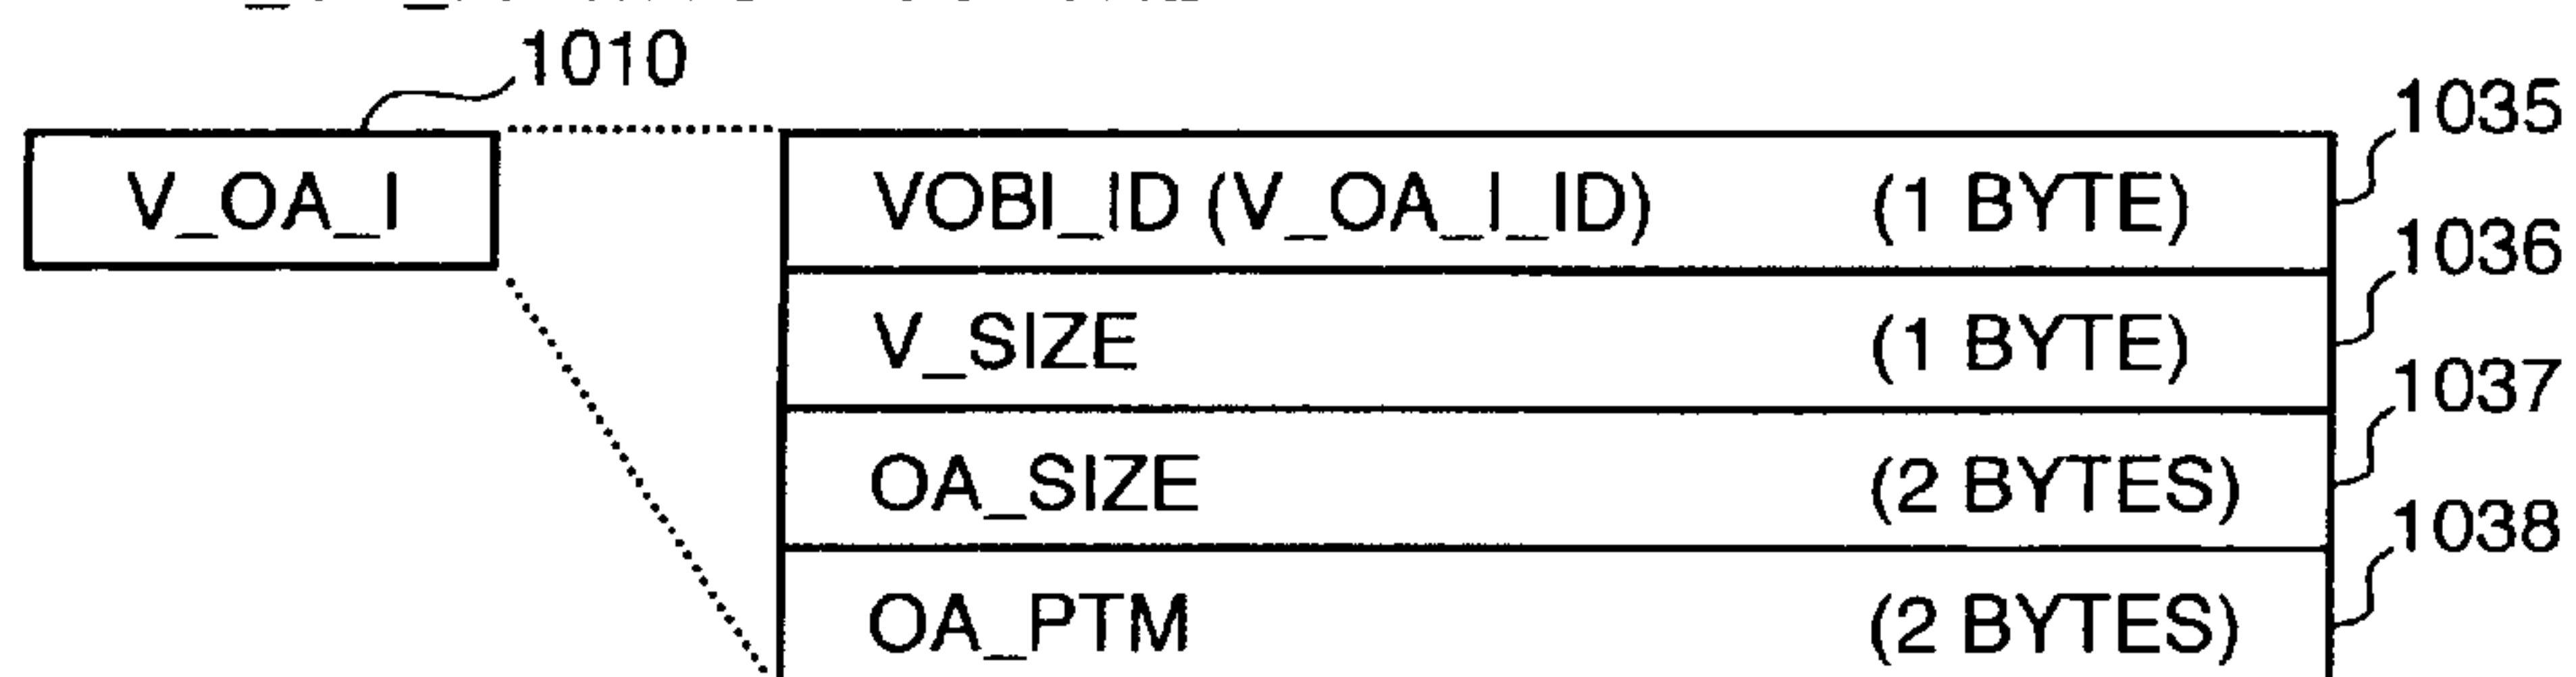 1010
V_OA_I
VOBI_ID (V_OA_I_ID) (1 BYTE) 1035
V_SIZE (1 BYTE) 1036
OA_SIZE (2 BYTES) 1037
OA_PTM (2 BYTES) 1038